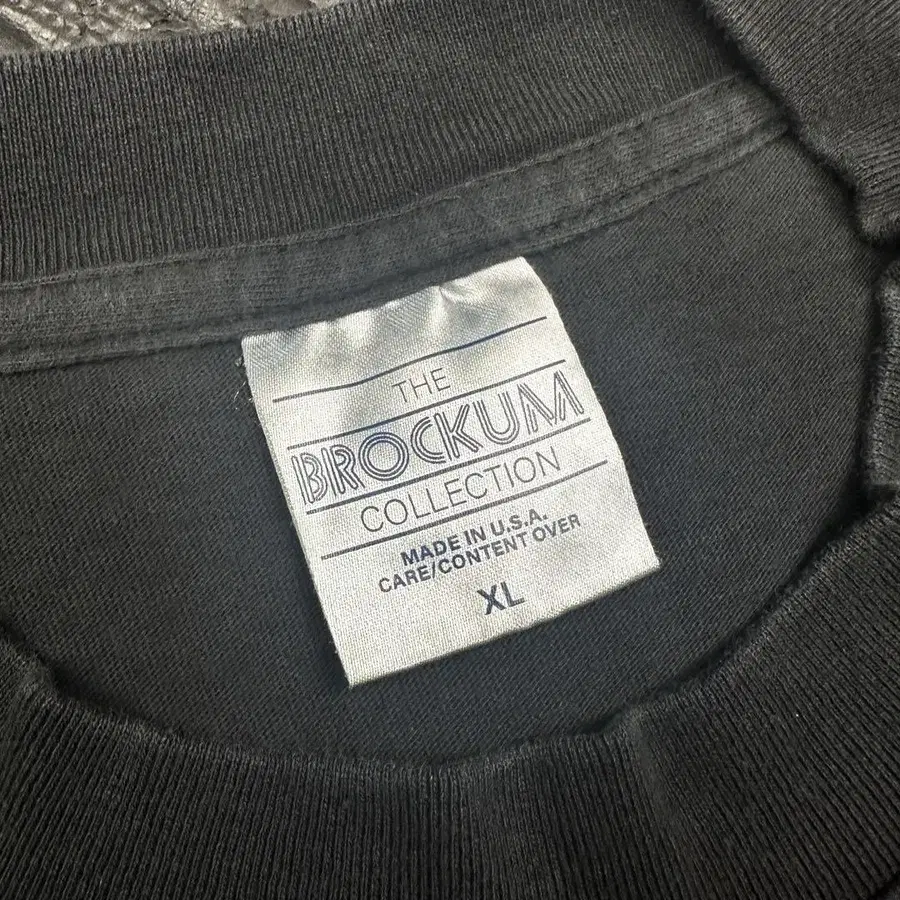 THE
BROCKUM
COLLECTION
MADE IN U.S.A.
CARE/CONTENT OVER
XL